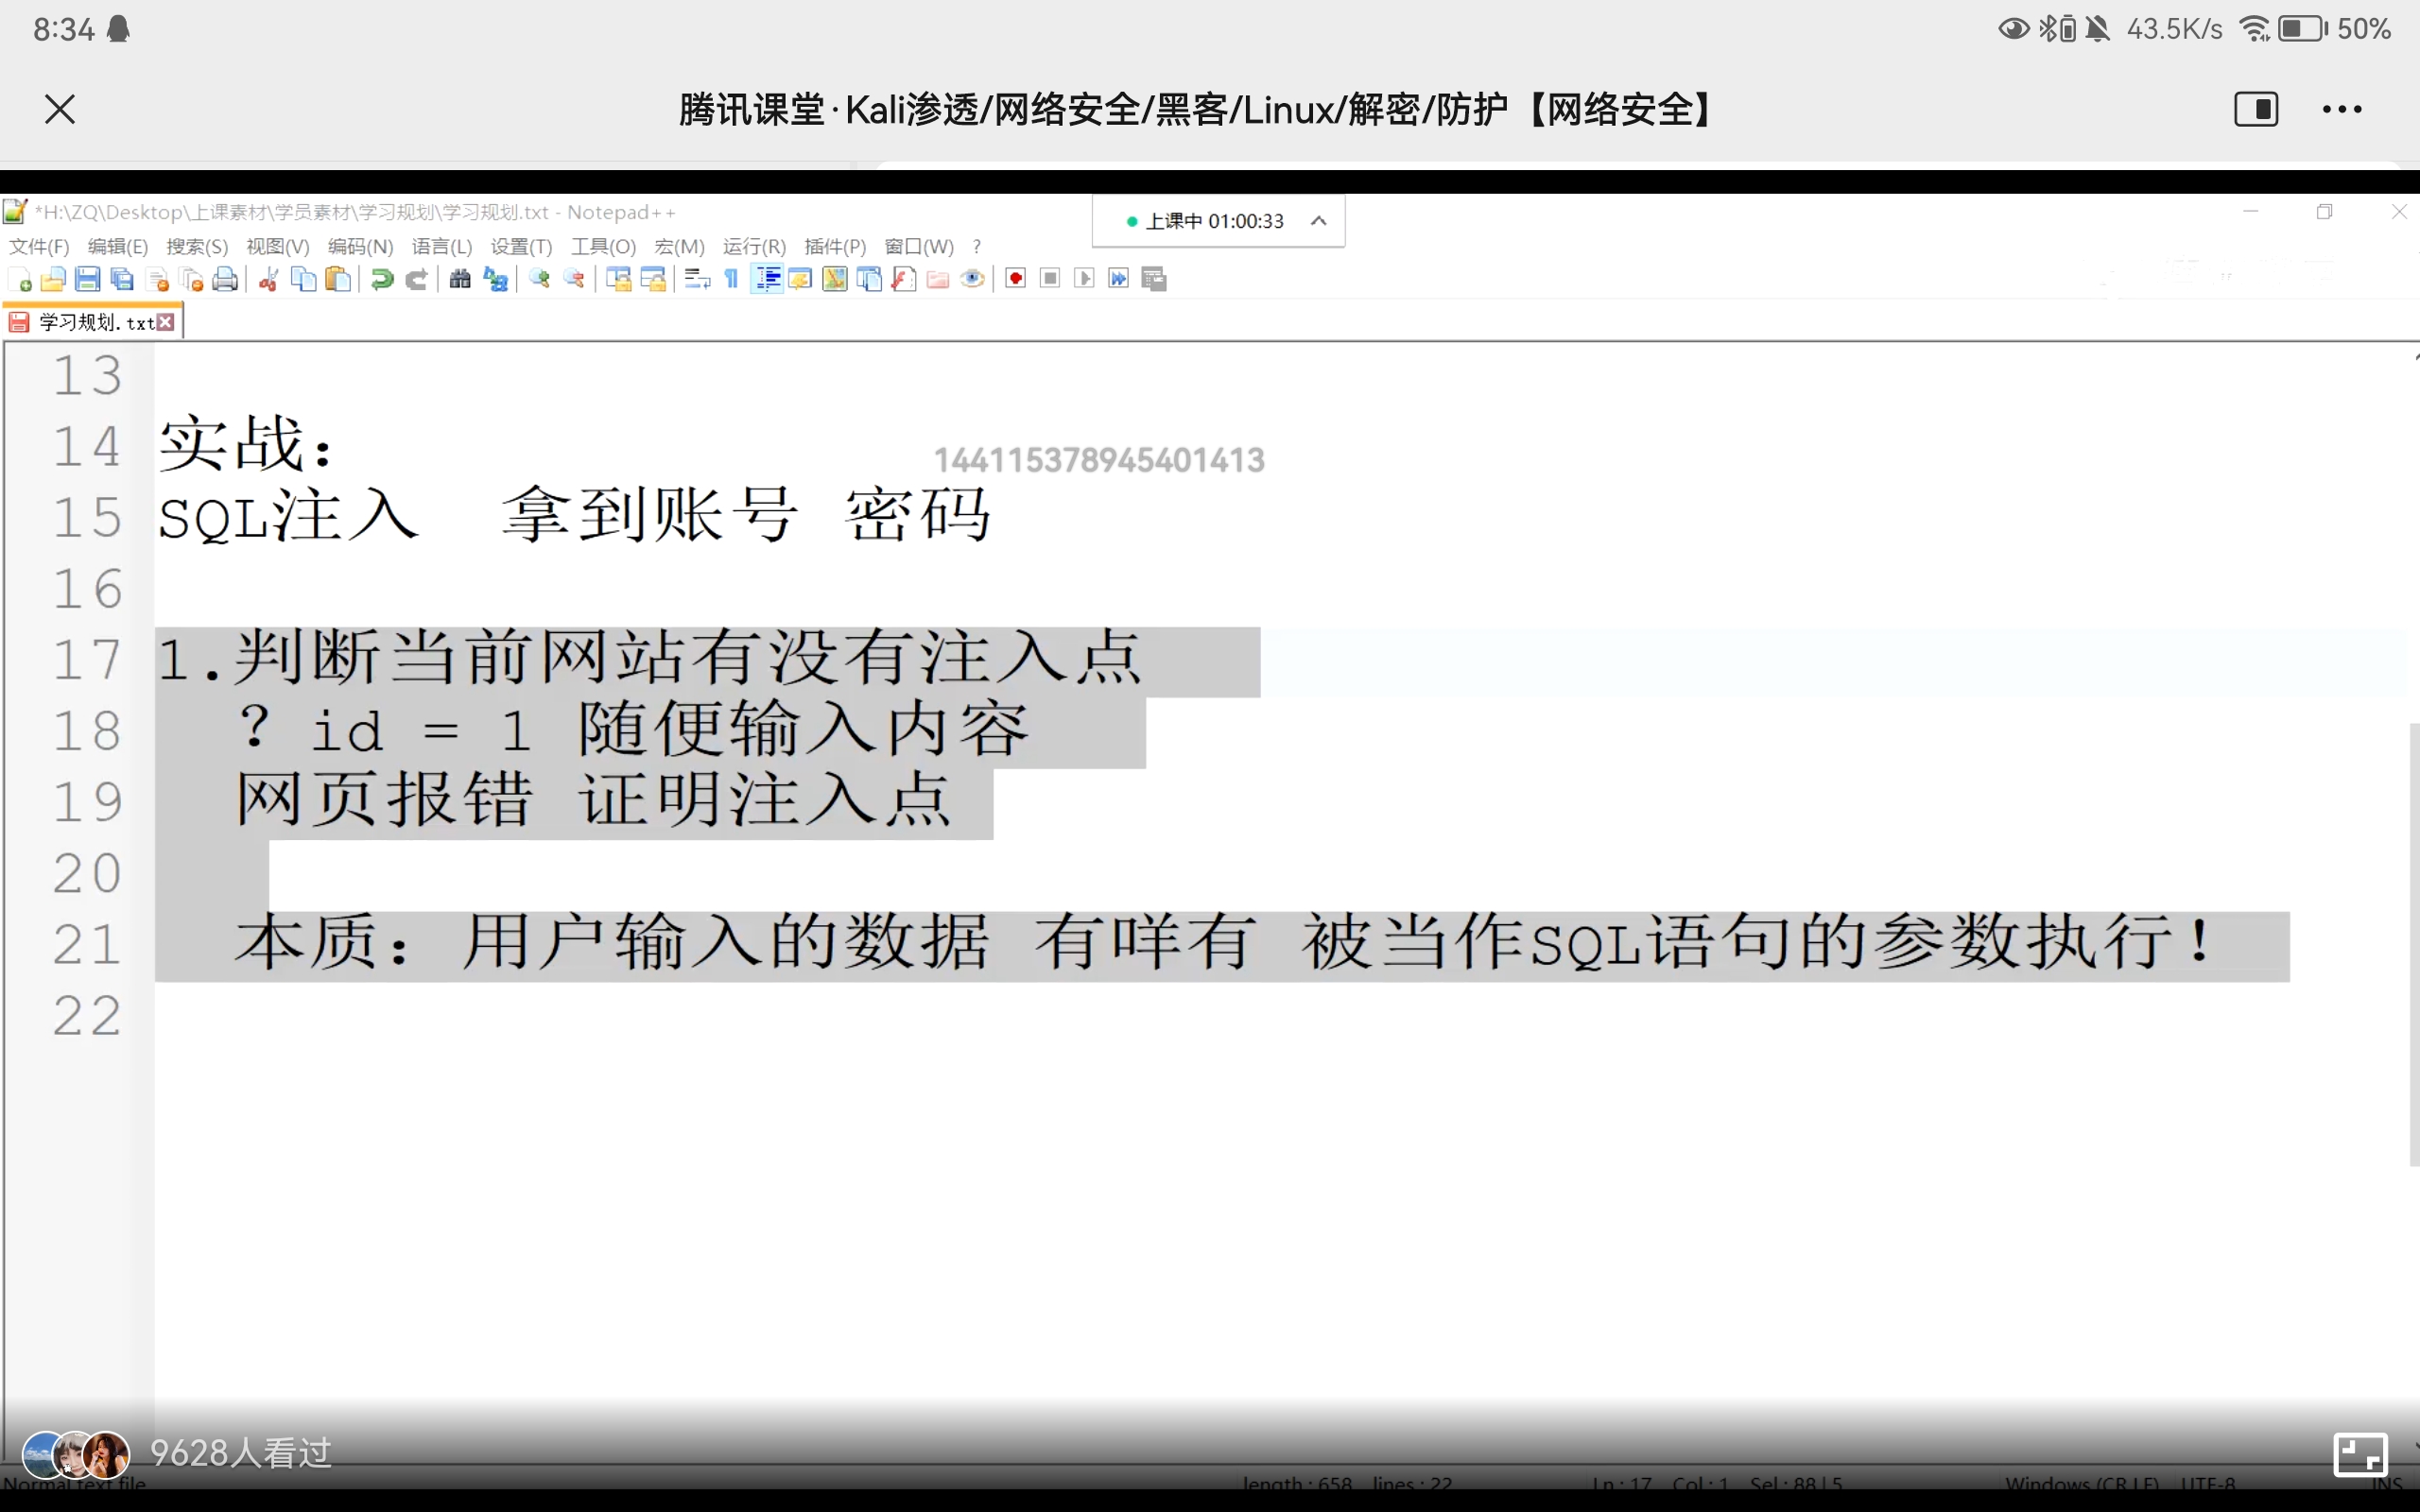 8:34 43.5K/s 50%
腾讯课堂·Kali渗透/网络安全/黑客/Linux/解密/防护【网络安全】
*H:\ZQ\Desktop\上课素材\学员素材\学习规划\学习规划.txt - Notepad++
上课中 01:00:33
文件(F) 编辑(E) 搜索(S) 视图(V) 编码(N) 语言(L) 设置(T) 工具(O) 宏(M) 运行(R) 插件(P) 窗口(W) ?
学习规划.txt
13
14 实战：
144115378945401413
15 SQL注入 拿到账号 密码
16
17 1.判断当前网站有没有注入点
18 ？id = 1 随便输入内容
19 网页报错 证明注入点
20
21 本质：用户输入的数据 有咩有 被当作SQL语句的参数执行！
22
9628人看过
Normal text file length : 658 lines : 22 Ln : 17 Col : 1 Sel : 88 | 5 Windows (CR LF) UTF-8 INS